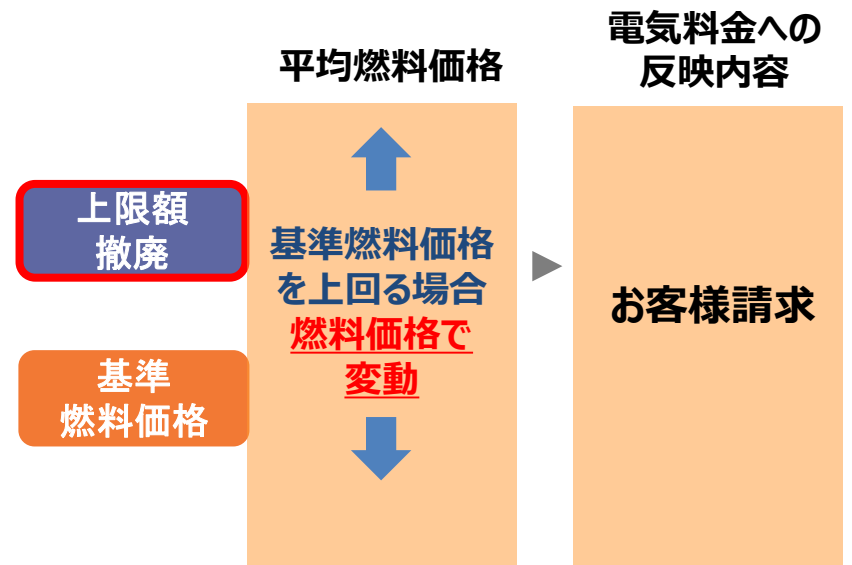 平均燃料価格
電気料金への
反映内容
上限額
撤廃
基準燃料価格
を上回る場合
燃料価格で
変動
お客様請求
基準
燃料価格